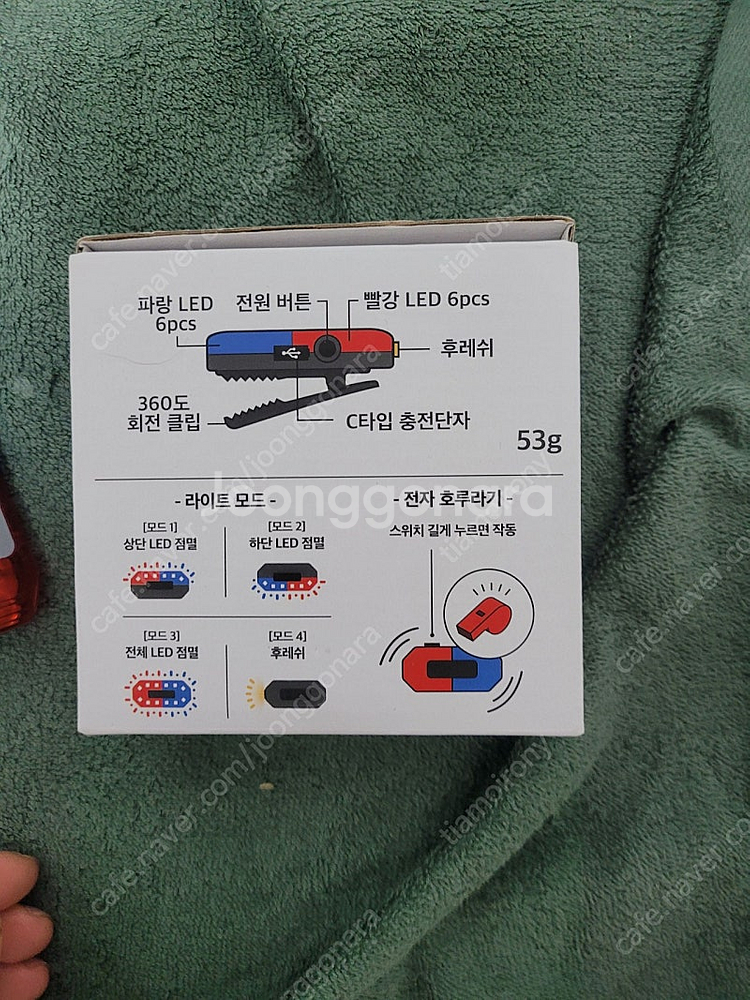 파랑 LED
6pcs
전원 버튼
빨강 LED 6pcs
후레쉬
360도
회전 클립
C타입 충전단자
53g
- 라이트 모드 -
- 전자 호루라기 -
[모드 1]
상단 LED 점멸
[모드 2]
하단 LED 점멸
스위치 길게 누르면 작동
[모드 3]
전체 LED 점멸
[모드 4]
후레쉬
Joonggonara
cafe.naver.com/joonggonara
tiamoirony